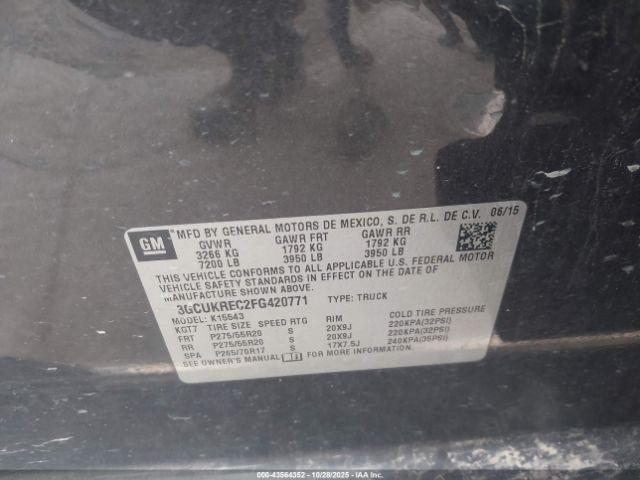 GM
MFD BY GENERAL MOTORS DE MEXICO, S. DE R.L. DE C.V. 06/15
GVWR GAWR FRT GAWR RR
3266 KG 1792 KG 1792 KG
7200 LB 3950 LB 3950 LB
THIS VEHICLE CONFORMS TO ALL APPLICABLE U.S. FEDERAL MOTOR
VEHICLE SAFETY STANDARDS IN EFFECT ON THE DATE OF
MANUFACTURE SHOWN ABOVE.
3GCUKREC2FG420771 TYPE: TRUCK
MODEL: K15543
KGT7 TIRE SIZE SPEED RTG RIM COLD TIRE PRESSURE
FRT P275/55R20 S 20X9J 220KPA(32PSI)
RR P275/55R20 S 20X9J 220KPA(32PSI)
SPA P265/70R17 S 17X7.5J 240KPA(35PSI)
SEE OWNER'S MANUAL FOR MORE INFORMATION.
000-43564352 - 10/28/2025 - IAA, Inc.